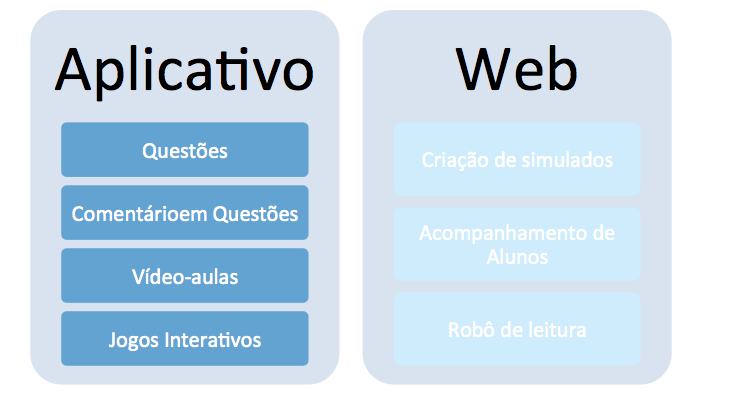 Aplicativo
Questões
Comentárioem Questões
Vídeo-aulas
Jogos Interativos
Web
Criação de simulados
Acompanhamento de
Alunos
Robô de leitura